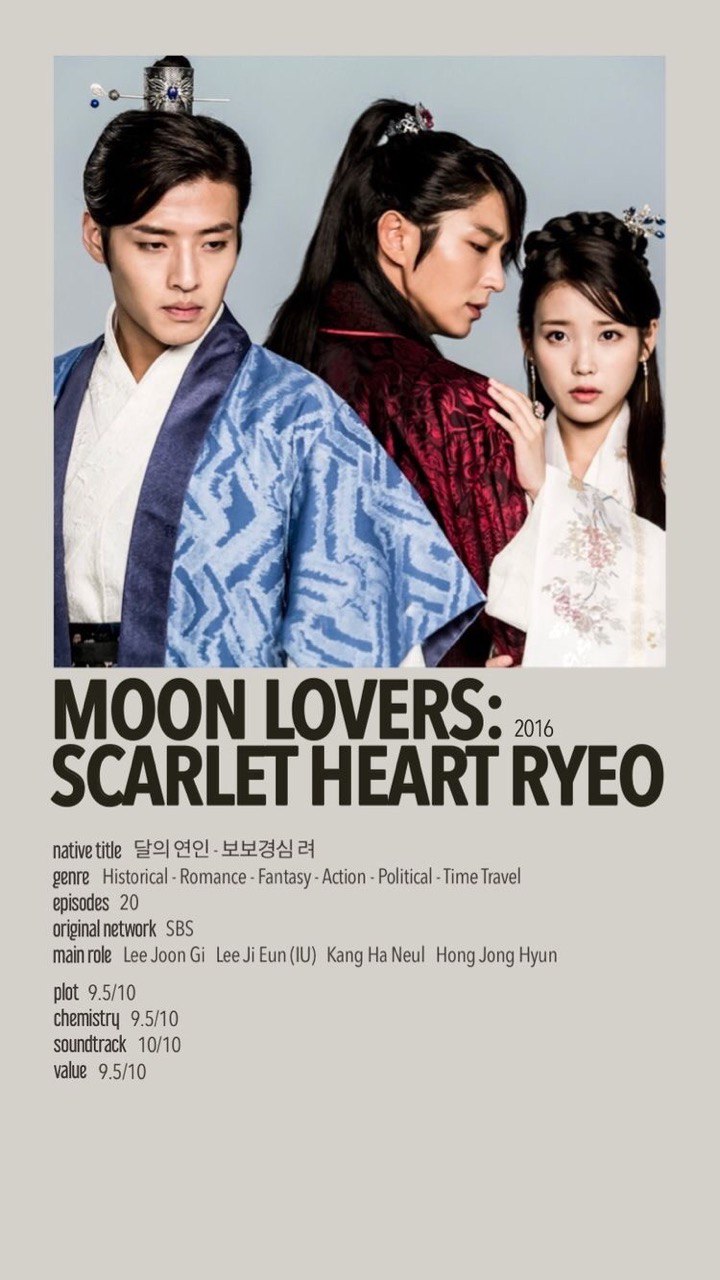 MOON LOVERS: 2016
SCARLET HEART RYEO
native title 달의 연인 - 보보경심 려
genre Historical - Romance - Fantasy - Action - Political - Time Travel
episodes 20
original network SBS
main role Lee Joon Gi Lee Ji Eun (IU) Kang Ha Neul Hong Jong Hyun
plot 9.5/10
chemistry 9.5/10
soundtrack 10/10
value 9.5/10